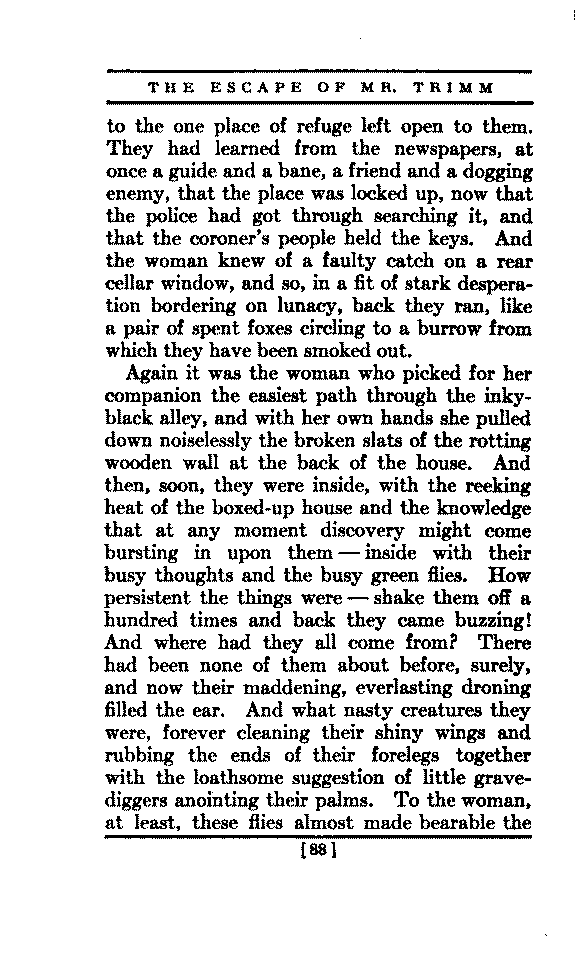 THE ESCAPE OF MR. TRIMM
to the one place of refuge left open to them.
They had learned from the newspapers, at
once a guide and a bane, a friend and a dogging
enemy, that the place was locked up, now that
the police had got through searching it, and
that the coroner's people held the keys. And
the woman knew of a faulty catch on a rear
cellar window, and so, in a fit of stark despera-
tion bordering on lunacy, back they ran, like
a pair of spent foxes circling to a burrow from
which they have been smoked out.
Again it was the woman who picked for her
companion the easiest path through the inky-
black alley, and with her own hands she pulled
down noiselessly the broken slats of the rotting
wooden wall at the back of the house. And
then, soon, they were inside, with the reeking
heat of the boxed-up house and the knowledge
that at any moment discovery might come
bursting in upon them — inside with their
busy thoughts and the busy green flies. How
persistent the things were — shake them off a
hundred times and back they came buzzing!
And where had they all come from? There
had been none of them about before, surely,
and now their maddening, everlasting droning
filled the ear. And what nasty creatures they
were, forever cleaning their shiny wings and
rubbing the ends of their forelegs together
with the loathsome suggestion of little grave-
diggers anointing their palms. To the woman,
at least, these flies almost made bearable the
[88]